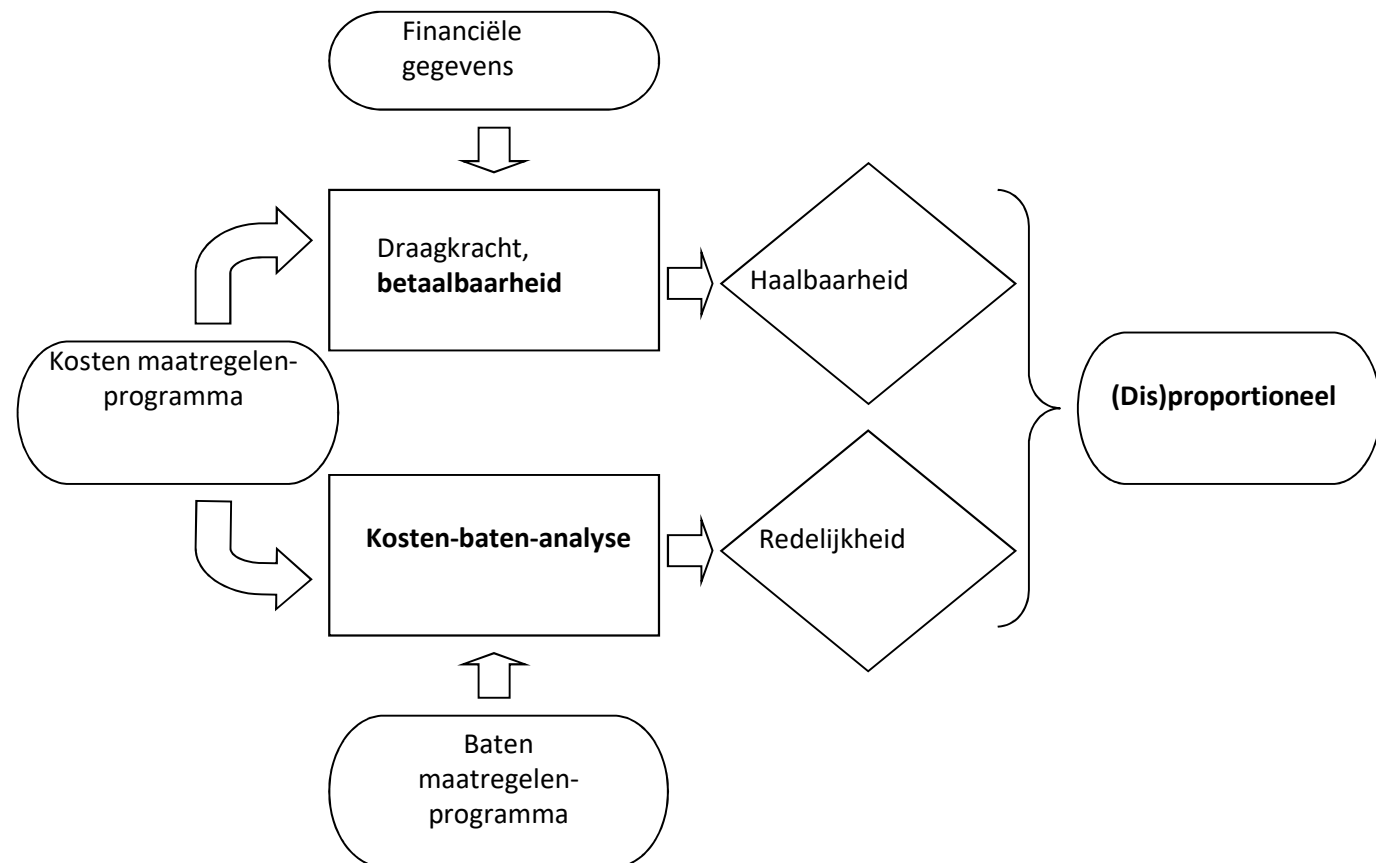 Financiële
gegevens
Draagkracht,
betaalbaarheid
Haalbaarheid
Kosten maatregelen-
programma
(Dis)proportioneel
Kosten-baten-analyse
Redelijkheid
Baten
maatregelen-
programma